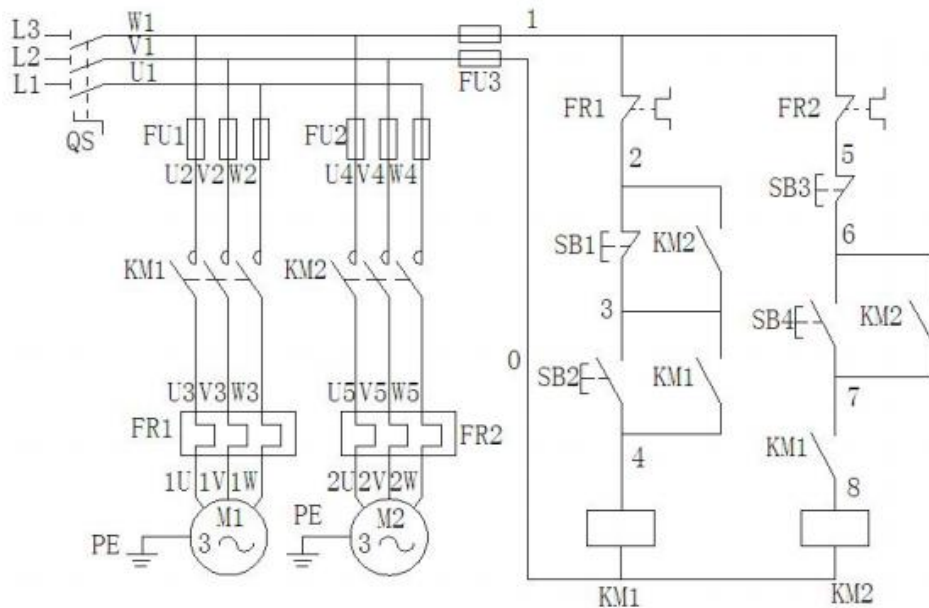 L3 W1 1
L2 V1
L1 U1 FU3
QS FU1 FU2 FR1 FR2
U2 V2 W2 U4 V4 W4 2 5
SB3
SB1 KM2 6
KM1 KM2
3 SB4 KM2
0
SB2 KM1
U3 V3 W3 U5 V5 W5 7
FR1 FR2 4 KM1
1U 1V 1W 2U 2V 2W 8
M1 M2
PE 3 PE 3
KM1 KM2